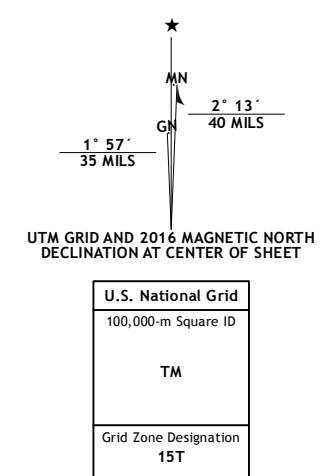 ★
MN
2° 13´
40 MILS
GN
1° 57´
35 MILS
UTM GRID AND 2016 MAGNETIC NORTH
DECLINATION AT CENTER OF SHEET
U.S. National Grid
100,000-m Square ID
TM
Grid Zone Designation
15T